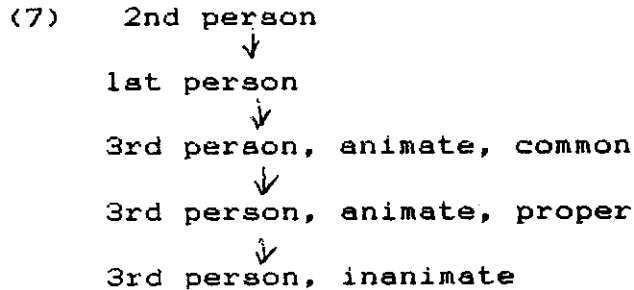 (7) 2nd person
↓
1st person
↓
3rd person, animate, common
↓
3rd person, animate, proper
↓
3rd person, inanimate